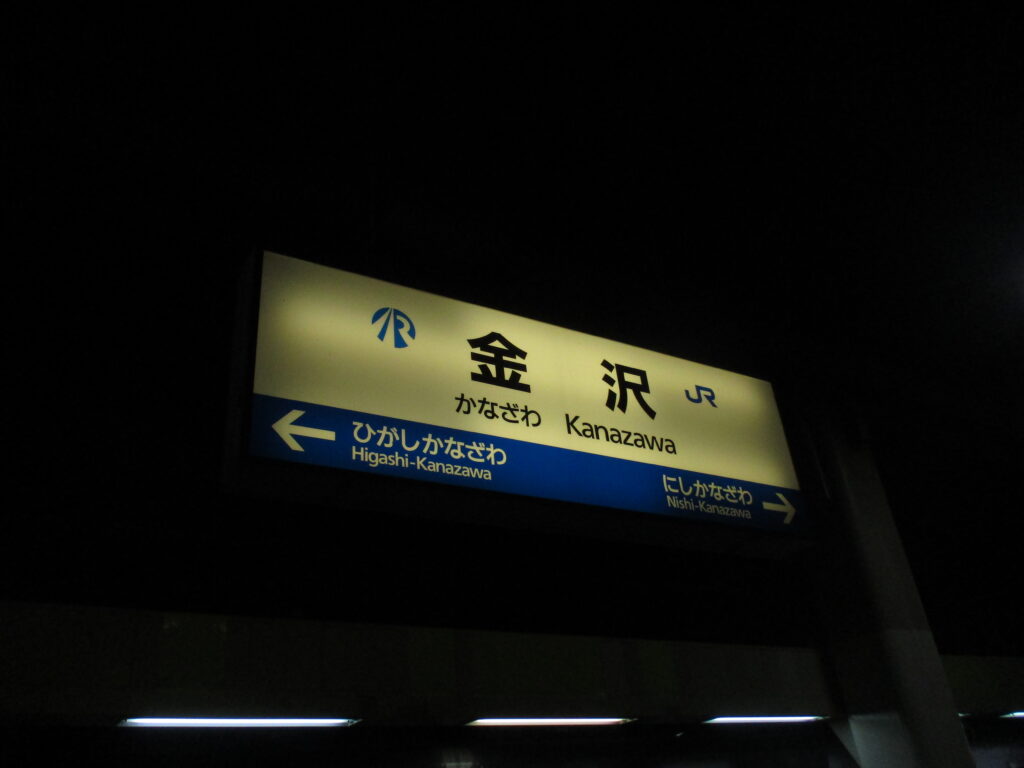 IR
金沢
JR
かなざわ Kanazawa
ひがしかなざわ
Higashi-Kanazawa
にしかなざわ
Nishi-Kanazawa